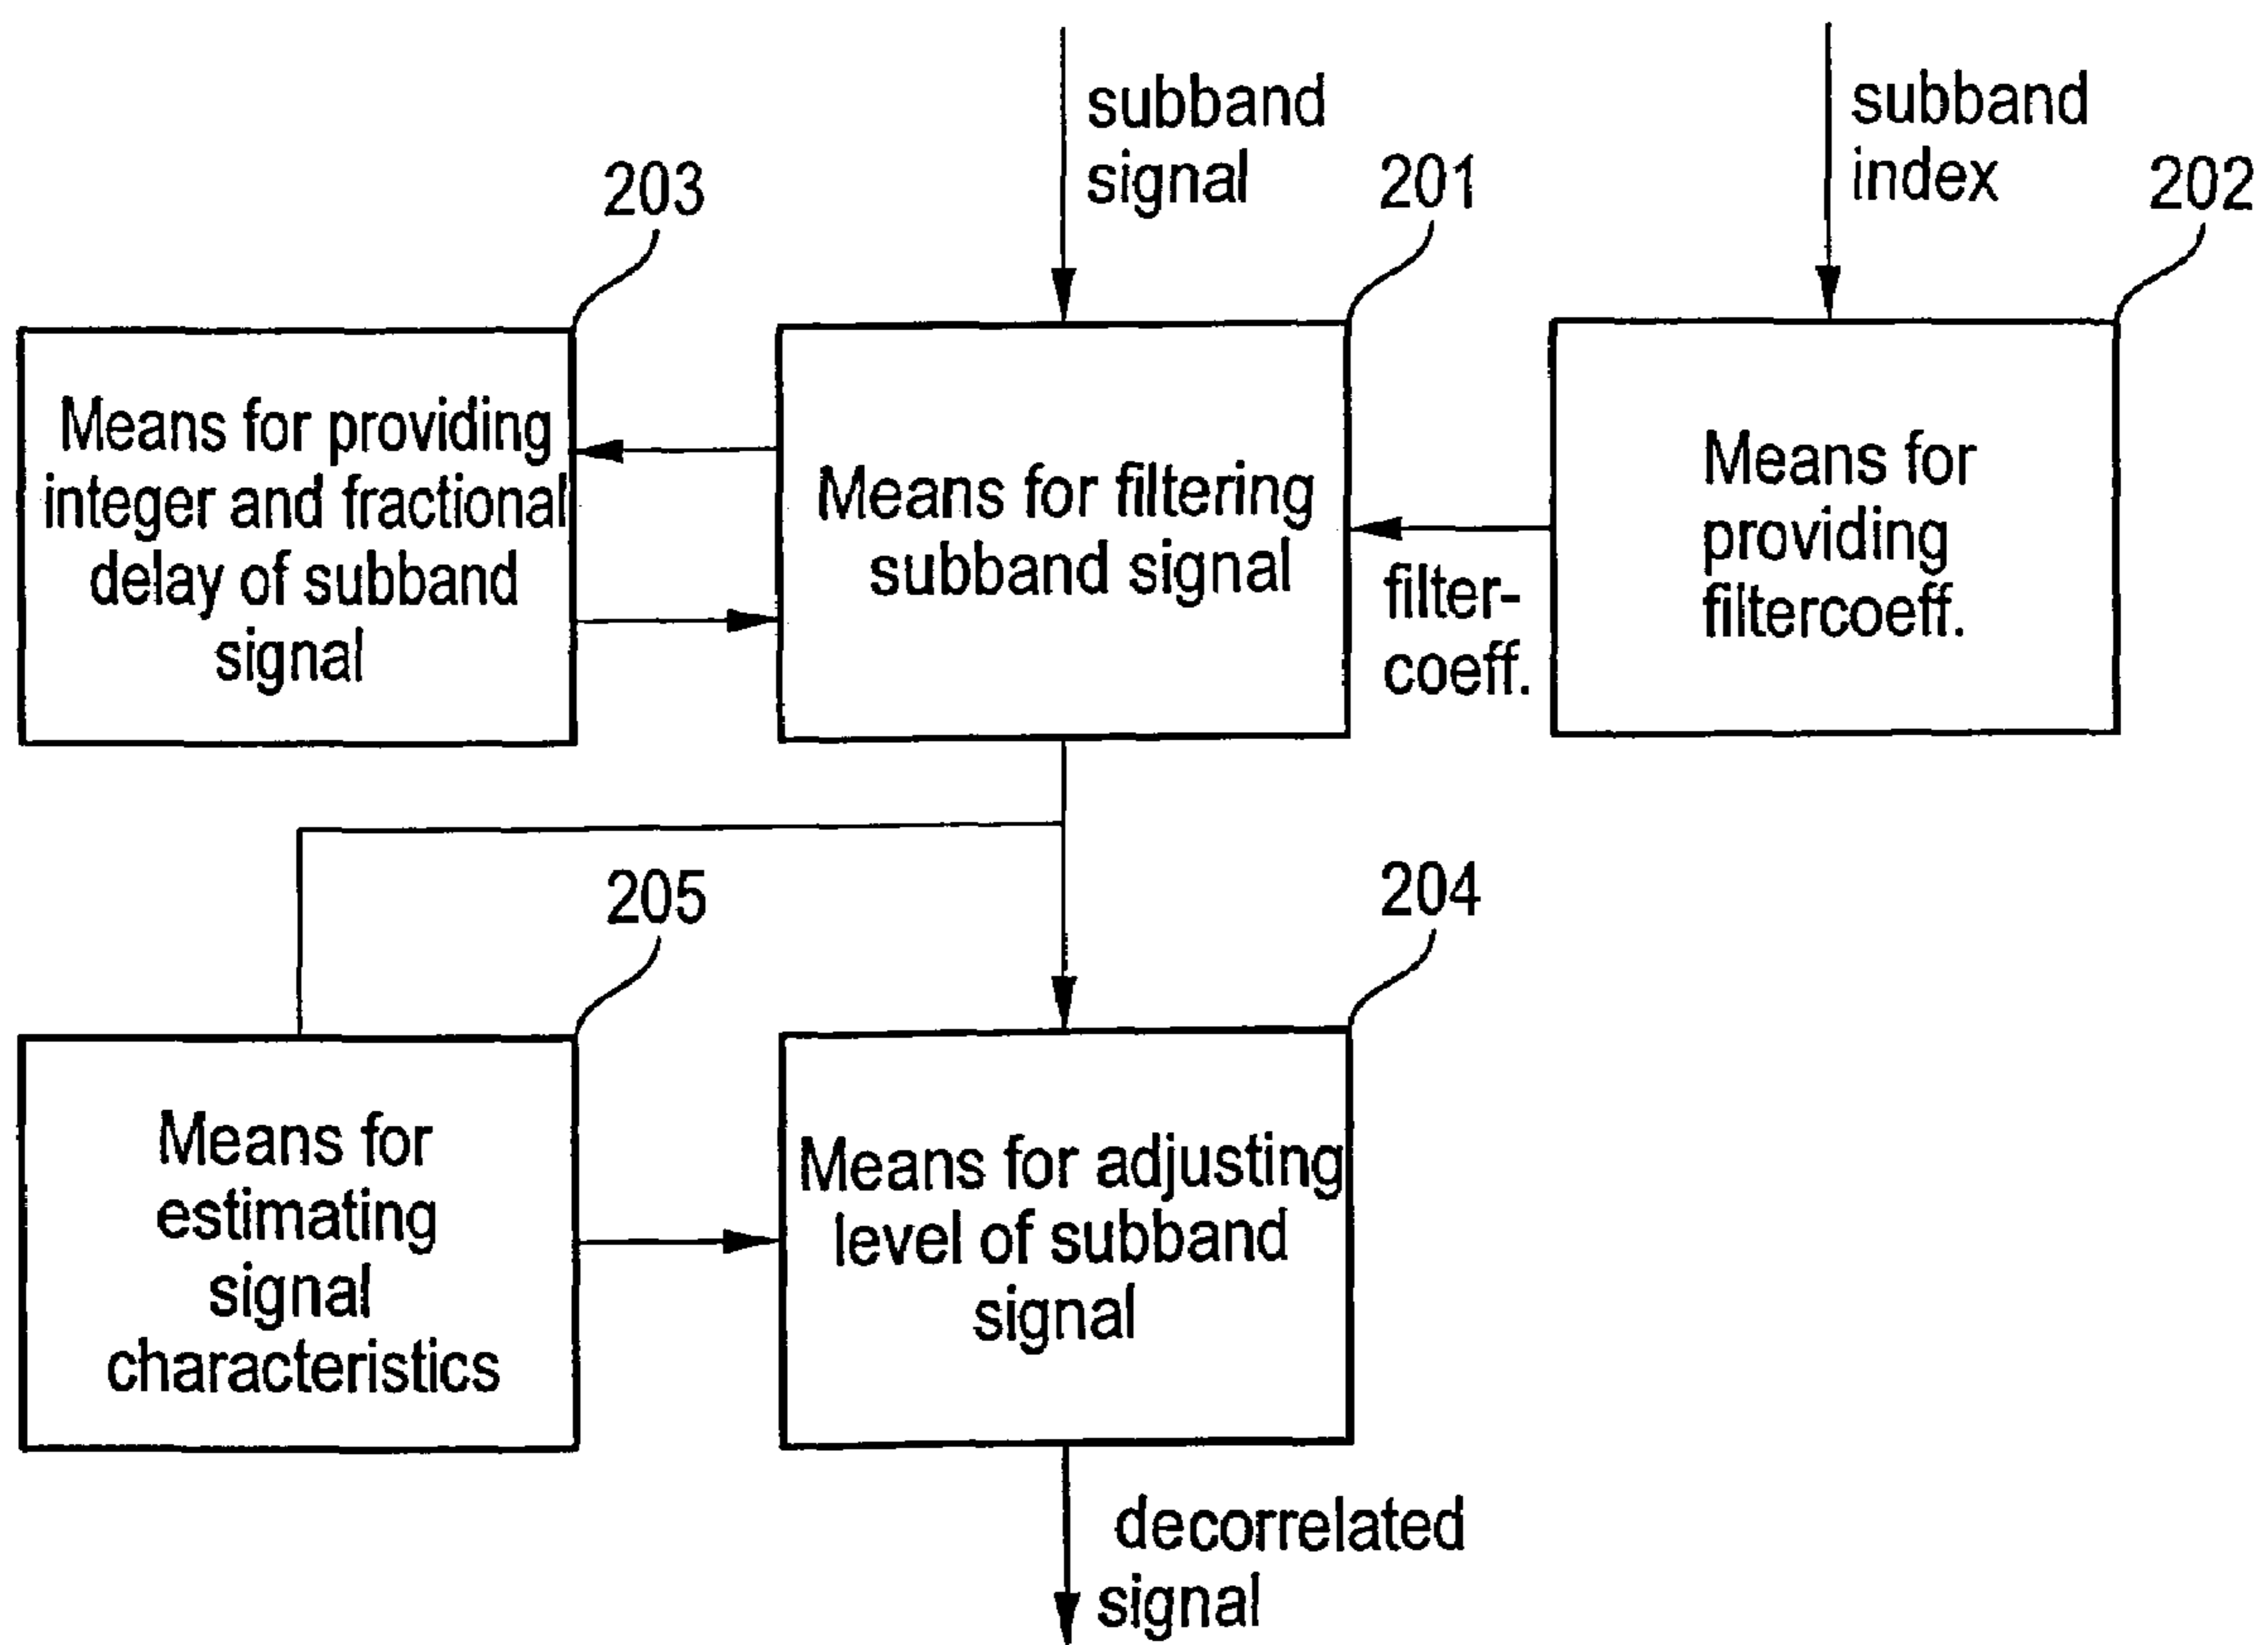 subband
signal
subband
index
203
201
202
Means for providing
integer and fractional
delay of subband
signal
Means for filtering
subband signal
filter-
coeff.
Means for
providing
filtercoeff.
205
204
Means for
estimating
signal
characteristics
Means for adjusting
level of subband
signal
decorrelated
signal